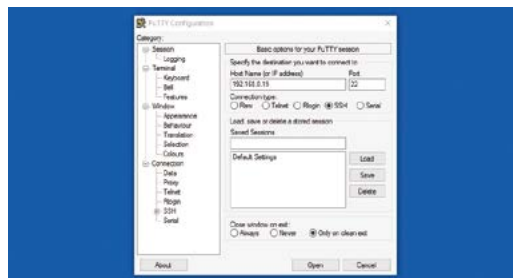 PuTTY Configuration
Category:
Session
Logging
Terminal
Keyboard
Bell
Features
Window
Appearance
Behaviour
Translation
Selection
Colours
Connection
Data
Proxy
Telnet
Rlogin
SSH
Serial
Basic options for your PuTTY session
Specify the destination you want to connect to
Host Name (or IP address) Port
192.168.0.15 22
Connection type:
Raw Telnet Rlogin SSH Serial
Load, save or delete a stored session
Saved Sessions
Default Settings
Load
Save
Delete
Close window on exit:
Always Never Only on clean exit
About Open Cancel